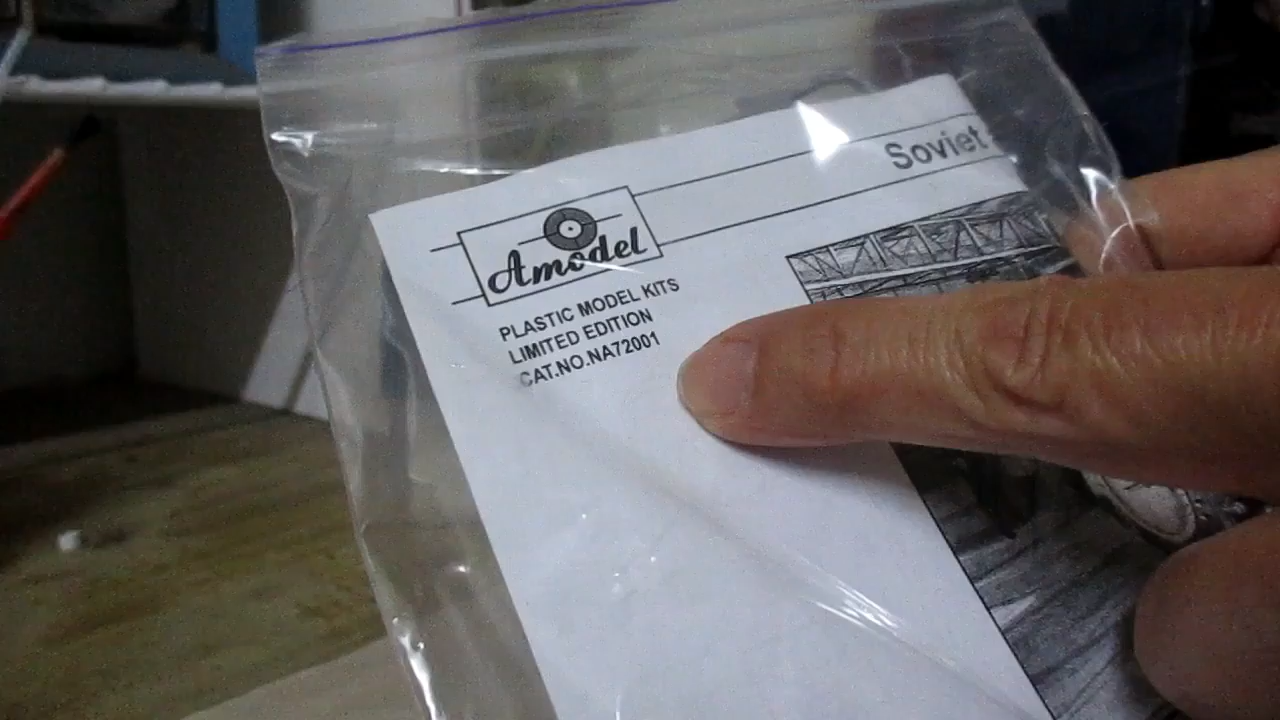 Soviet
Amodel
PLASTIC MODEL KITS
LIMITED EDITION
CAT.NO.NA72001